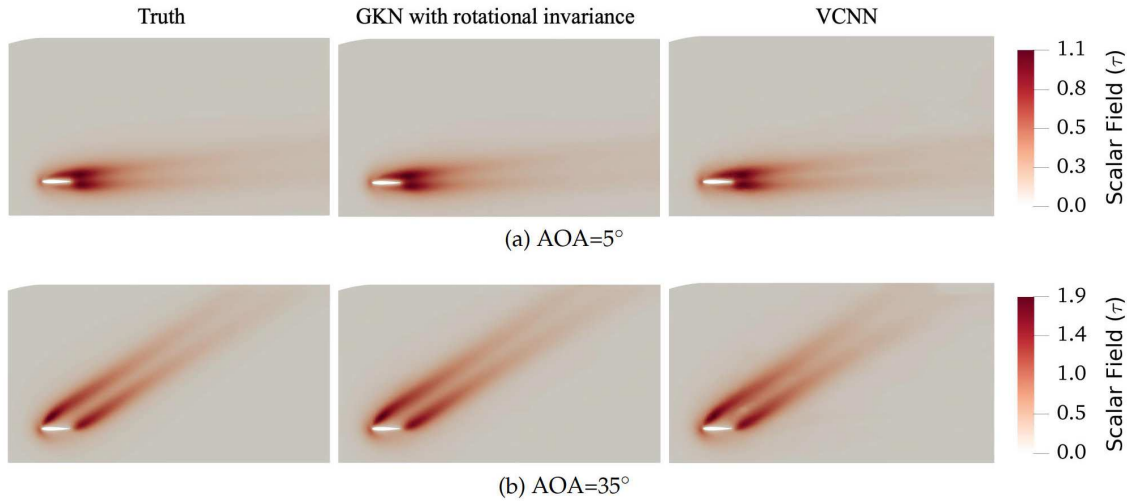 Truth
GKN with rotational invariance
VCNN
1.1
0.8
0.5
0.3
0.0
Scalar Field (τ)
(a) AOA=5°
1.9
1.4
1.0
0.5
0.0
Scalar Field (τ)
(b) AOA=35°